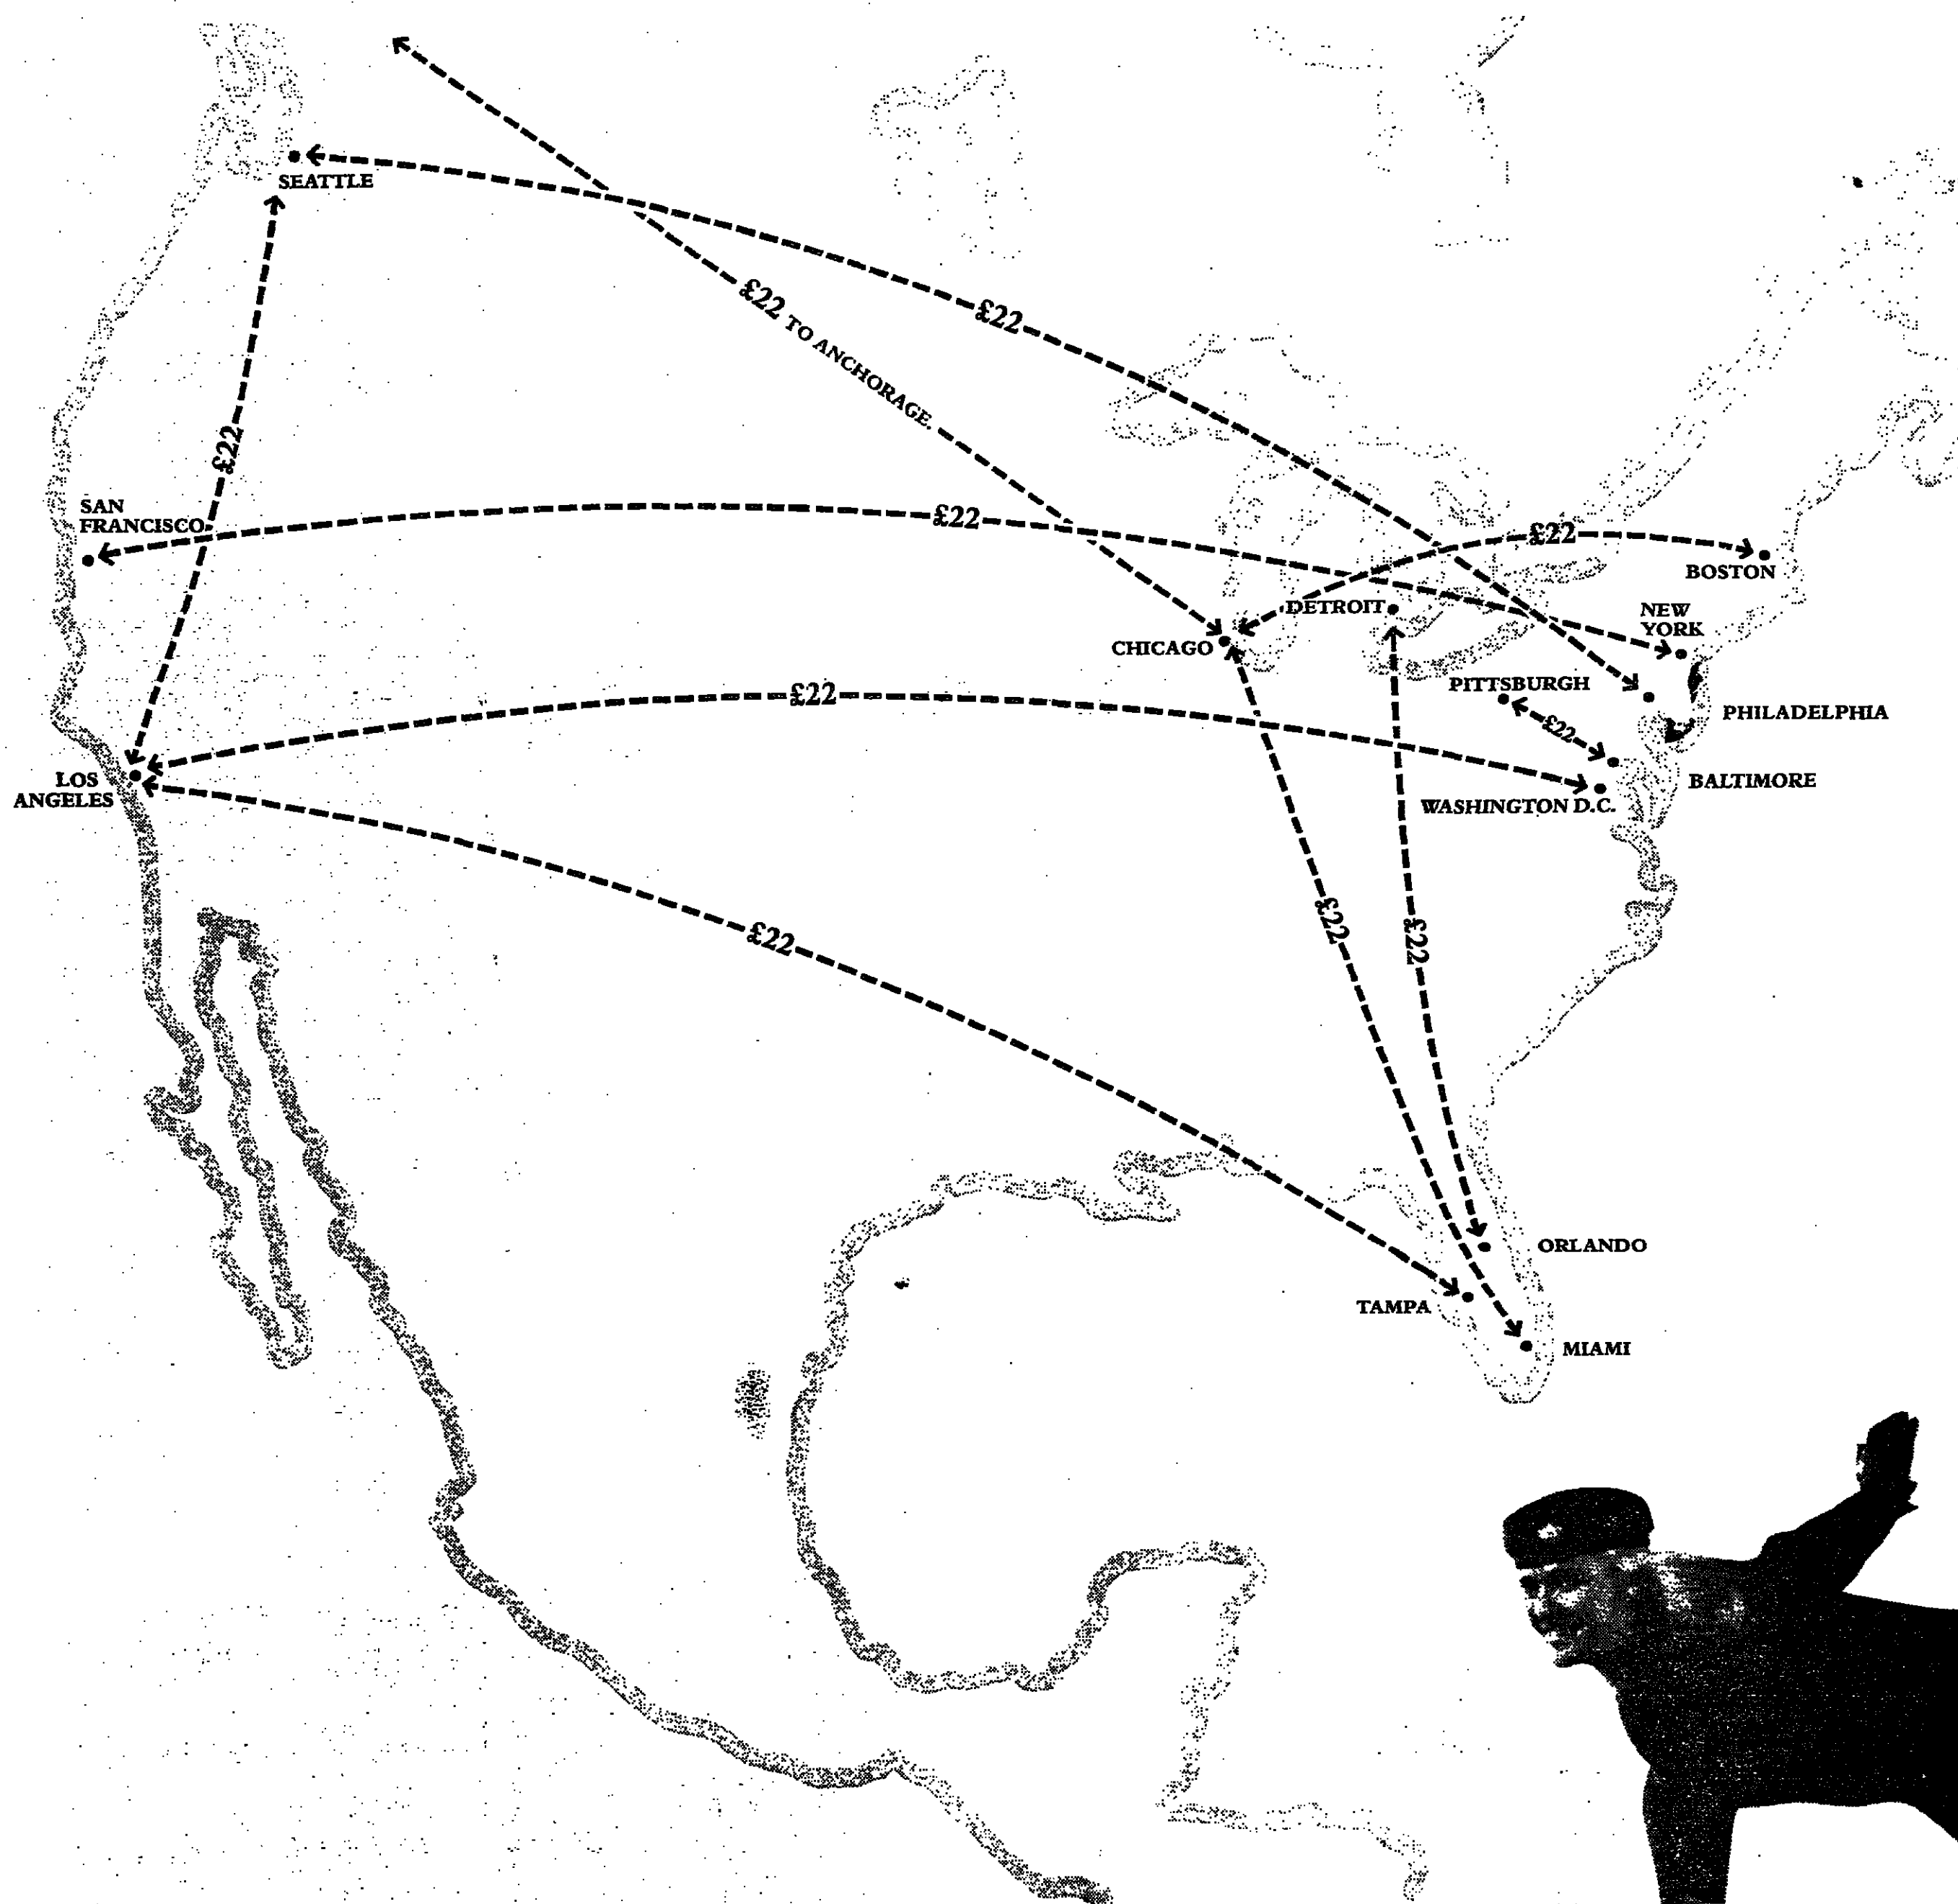 SEATTLE
£22
£22 TO ANCHORAGE.
£22
SAN
FRANCISCO
£22
£22
BOSTON
DETROIT
NEW
YORK
CHICAGO
PITTSBURGH
£22
£22
PHILADELPHIA
LOS
ANGELES
BALTIMORE
WASHINGTON D.C.
£22
£22
£22
ORLANDO
TAMPA
MIAMI